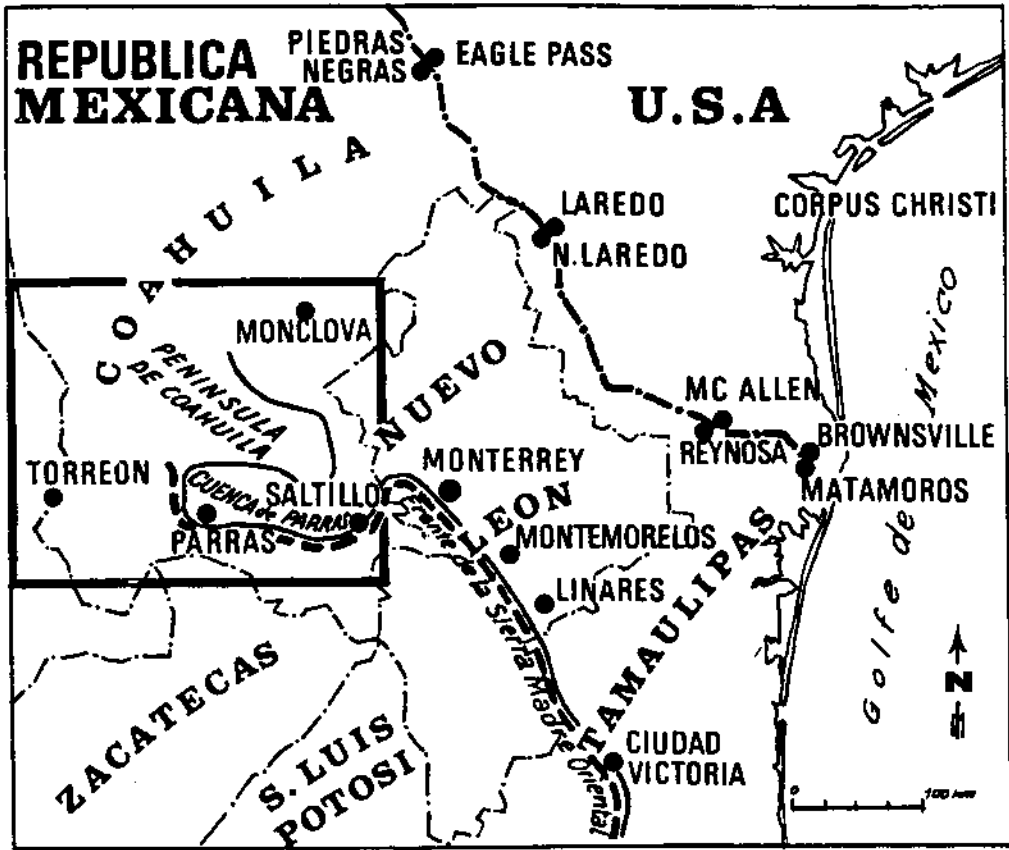 REPUBLICA
MEXICANA
PIEDRAS
NEGRAS
EAGLE PASS
U.S.A
COAHUILA
LAREDO
N.LAREDO
CORPUS CHRISTI
MONCLOVA
PENINSULA
DE COAHUILA
NUEVO
LEON
MC ALLEN
REYNOSA
BROWNSVILLE
MATAMOROS
TORREON
CUENCA de PARRAS
SALTILLO
PARRAS
MONTERREY
MONTEMORELOS
LINARES
Frente de la Sierra Madre Oriental
TAMAULIPAS
Golfe de Mexico
ZACATECAS
S. LUIS
POTOSI
CIUDAD
VICTORIA
N
0 100 km